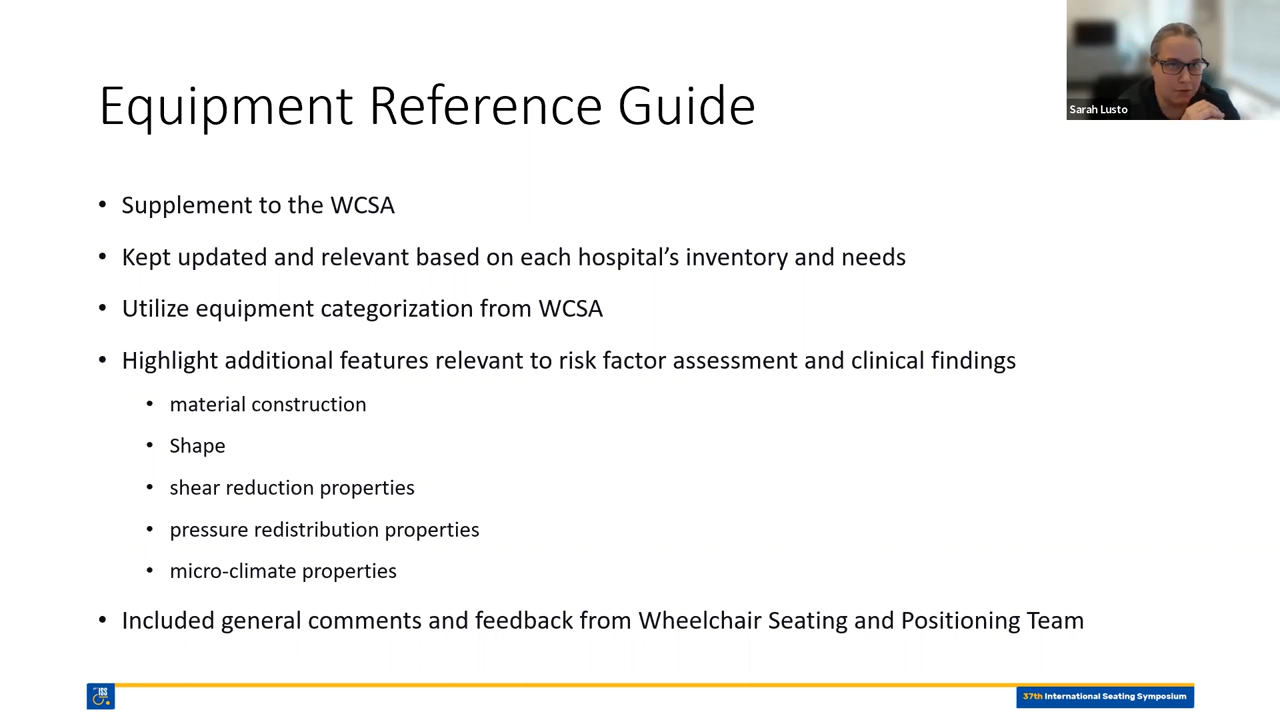 Sarah Lusto
Equipment Reference Guide
• Supplement to the WCSA
• Kept updated and relevant based on each hospital’s inventory and needs
• Utilize equipment categorization from WCSA
• Highlight additional features relevant to risk factor assessment and clinical findings
• material construction
• Shape
• shear reduction properties
• pressure redistribution properties
• micro-climate properties
• Included general comments and feedback from Wheelchair Seating and Positioning Team
ISS
37th International Seating Symposium